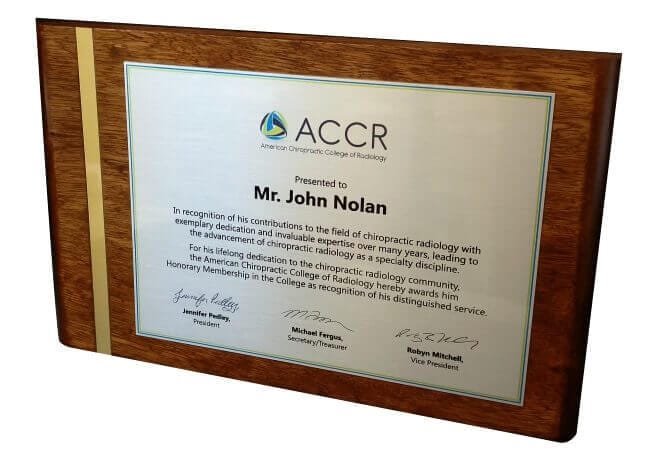 ACCR
American Chiropractic College of Radiology
Presented to
Mr. John Nolan
In recognition of his contributions to the field of chiropractic radiology with
exemplary dedication and invaluable expertise over many years, leading to
the advancement of chiropractic radiology as a specialty discipline.
For his lifelong dedication to the chiropractic radiology community,
the American Chiropractic College of Radiology hereby awards him
Honorary Membership in the College as recognition of his distinguished service.
Jennifer Pedley
Jennifer Pedley,
President
Michael Fergus,
Secretary/Treasurer
Robyn Mitchell,
Vice President